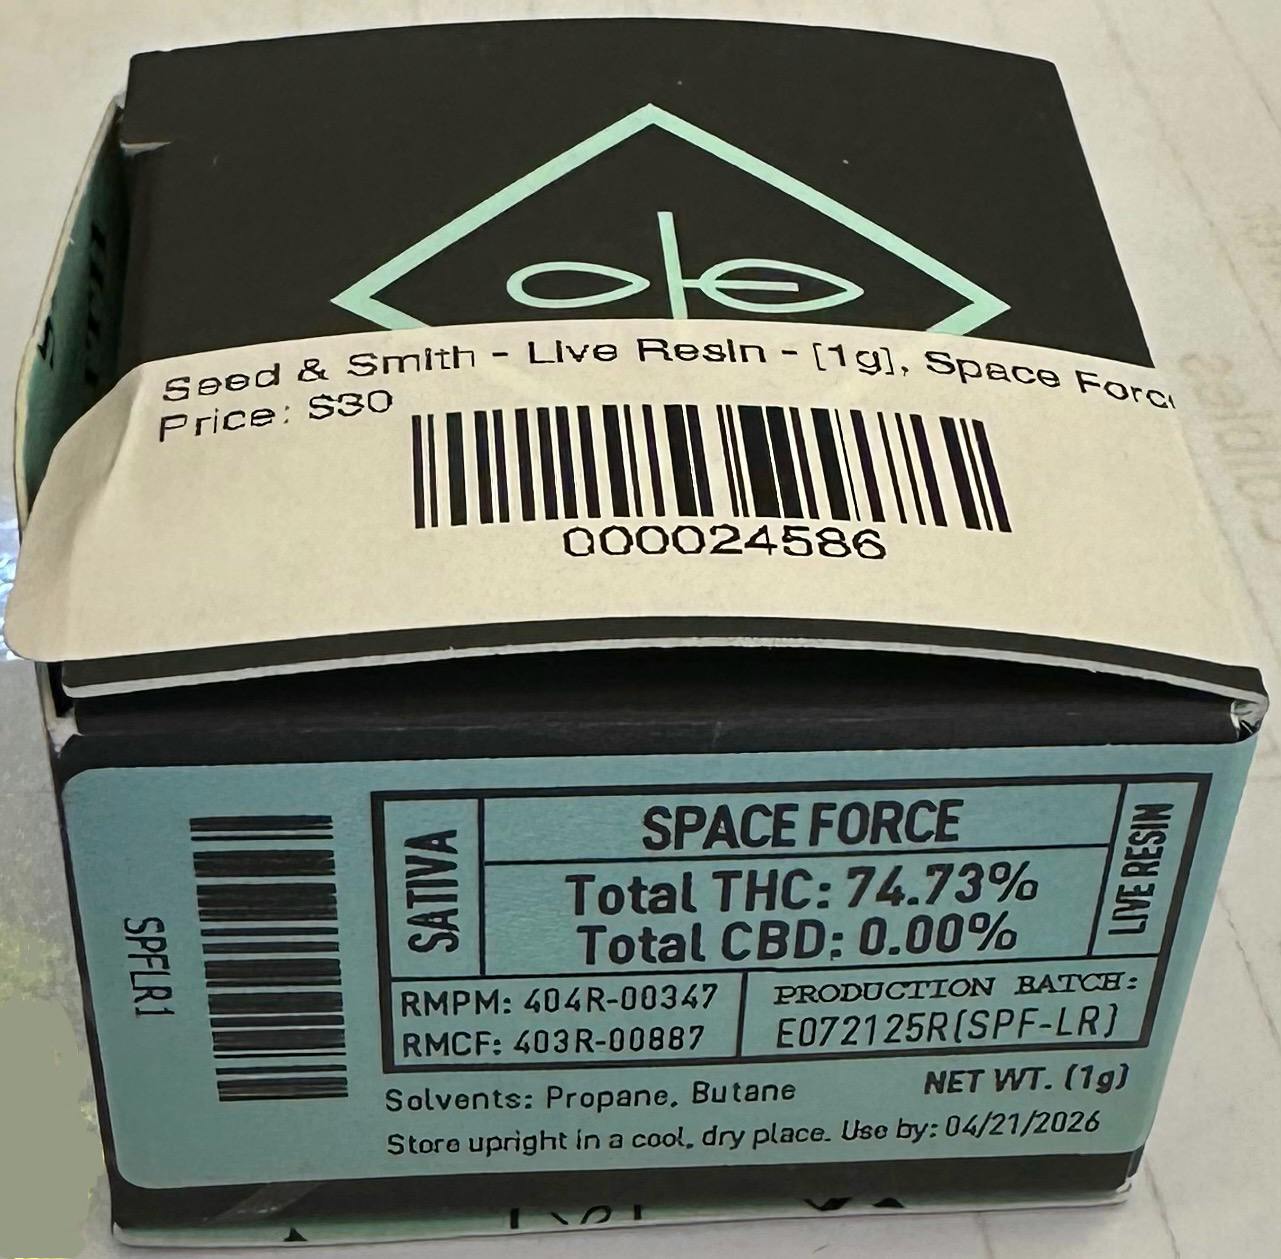 Seed & Smith - Live Resin - [1g], Space Forc
Price: $30
000024586
SPFLR1
SATIVA
SPACE FORCE
Total THC: 74.73%
Total CBD: 0.00%
LIVE RESIN
RMPM: 404R-00347
RMCF: 403R-00887
PRODUCTION BATCH:
E072125R(SPF-LR)
Solvents: Propane, Butane
NET WT. (1g)
Store upright in a cool, dry place. Use by: 04/21/2026